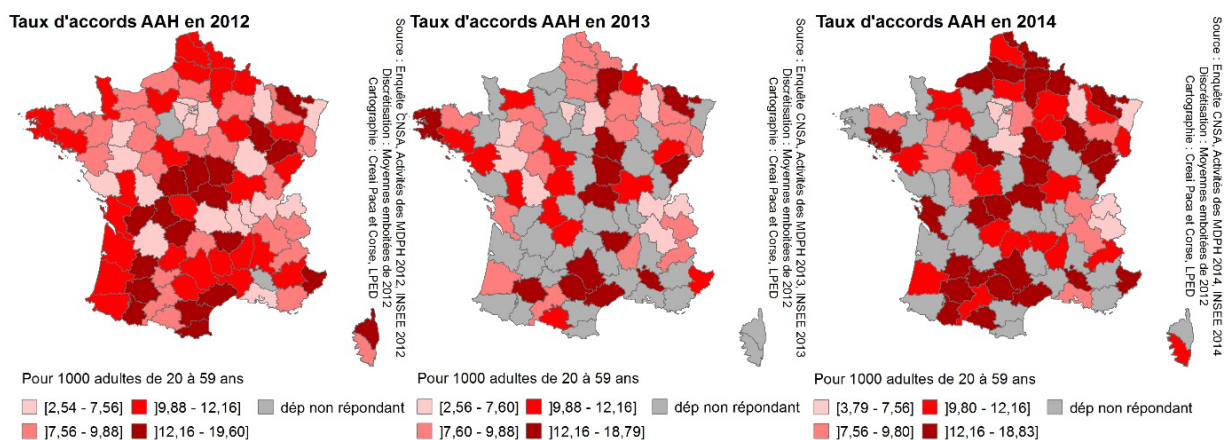 Taux d'accords AAH en 2012
Source : Enquête CNSA, Activités des MDPH 2012, INSEE 2012
Discrétisation : Moyennes emboitées de 2012
Cartographie : Creai Paca et Corse, LPED
Pour 1000 adultes de 20 à 59 ans
[2,54 - 7,56] ]9,88 - 12,16] dép non répondant
]7,56 - 9,88] ]12,16 - 19,60]
Taux d'accords AAH en 2013
Source : Enquête CNSA, Activités des MDPH 2013, INSEE 2013
Discrétisation : Moyennes emboitées de 2012
Cartographie : Creai Paca et Corse, LPED
Pour 1000 adultes de 20 à 59 ans
[2,56 - 7,60] ]9,88 - 12,16] dép non répondant
]7,60 - 9,88] ]12,16 - 18,79]
Taux d'accords AAH en 2014
Source : Enquête CNSA, Activités des MDPH 2014, INSEE 2014
Discrétisation : Moyennes emboitées de 2012
Cartographie : Creai Paca et Corse, LPED
Pour 1000 adultes de 20 à 59 ans
[3,79 - 7,56] ]9,80 - 12,16] dép non répondant
]7,56 - 9,80] ]12,16 - 18,83]